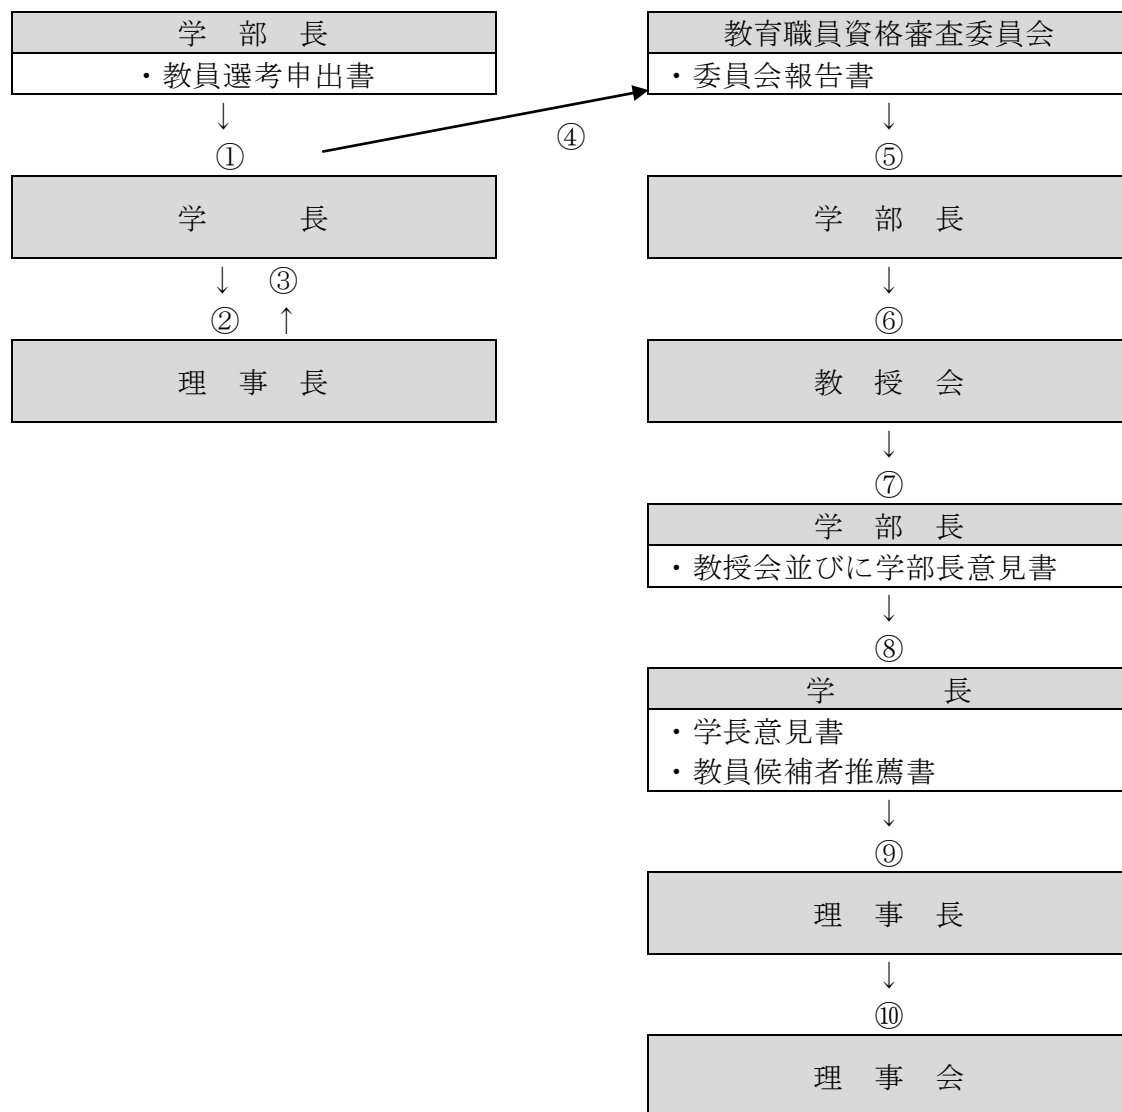 学 部 長
・教員選考申出書
↓
①
学 長
↓ ③
② ↑
理 事 長
④
教育職員資格審査委員会
・委員会報告書
↓
⑤
学 部 長
↓
⑥
教 授 会
↓
⑦
学 部 長
・教授会並びに学部長意見書
↓
⑧
学 長
・学長意見書
・教員候補者推薦書
↓
⑨
理 事 長
↓
⑩
理 事 会